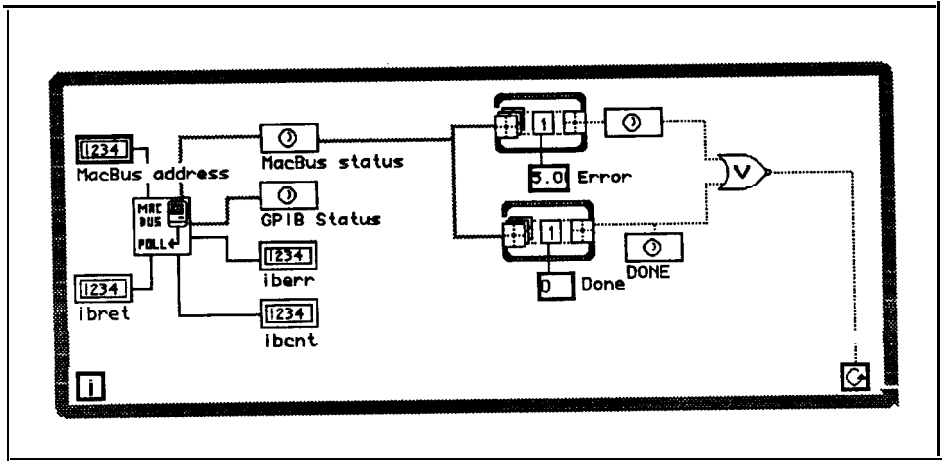 1234
MacBus address
MAC
BUS
POLL
1234
ibret
MacBus status
GPIB Status
1234
iberr
1234
ibcnt
1
5.0 Error
1
0 Done
DONE
V
i